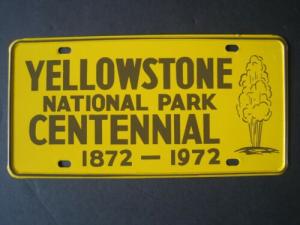 YELLOWSTONE
NATIONAL PARK
CENTENNIAL
1872 — 1972